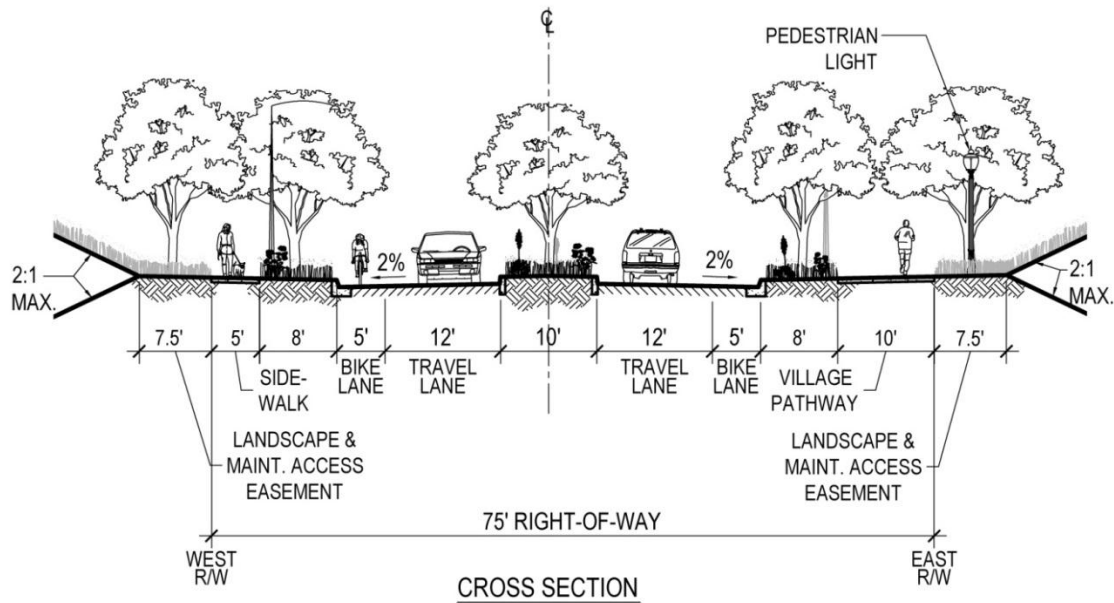 ℄
PEDESTRIAN
LIGHT
2:1
MAX.
2%
2%
2:1
MAX.
7.5' 5' 8' 5' 12' 10' 12' 5' 8' 10' 7.5'
SIDE-
WALK
BIKE
LANE
TRAVEL
LANE
TRAVEL
LANE
BIKE
LANE
VILLAGE
PATHWAY
LANDSCAPE &
MAINT. ACCESS
EASEMENT
LANDSCAPE &
MAINT. ACCESS
EASEMENT
75' RIGHT-OF-WAY
WEST
R/W
EAST
R/W
CROSS SECTION